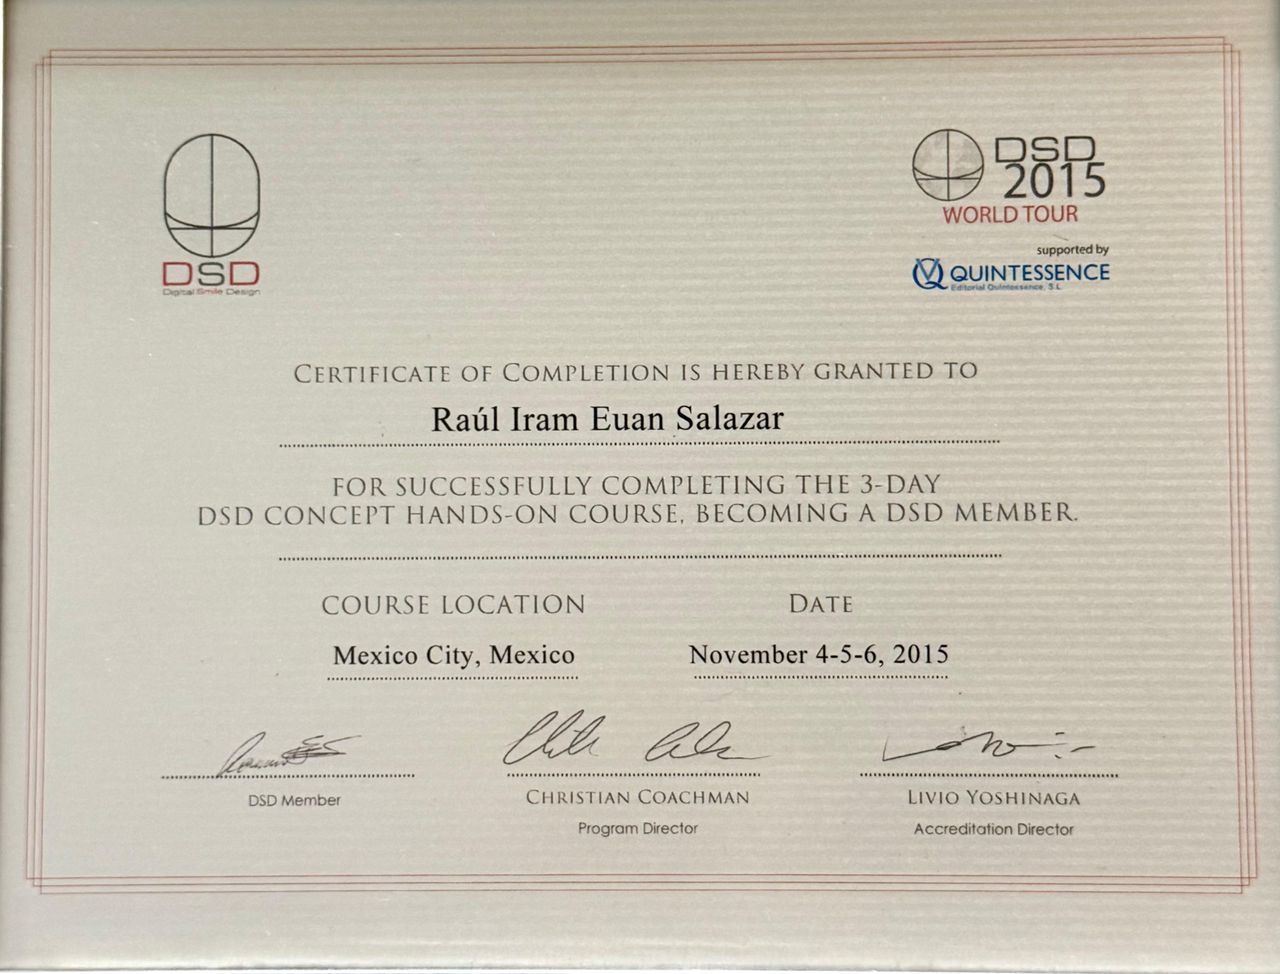 DSD
Digital Smile Design
DSD
2015
WORLD TOUR
supported by
QUINTESSENCE
Editorial Quintessence, S.L.
CERTIFICATE OF COMPLETION IS HEREBY GRANTED TO
Raúl Iram Euan Salazar
FOR SUCCESSFULLY COMPLETING THE 3-DAY
DSD CONCEPT HANDS-ON COURSE, BECOMING A DSD MEMBER.
COURSE LOCATION
DATE
Mexico City, Mexico
November 4-5-6, 2015
DSD Member
CHRISTIAN COACHMAN
Program Director
LIVIO YOSHINAGA
Accreditation Director